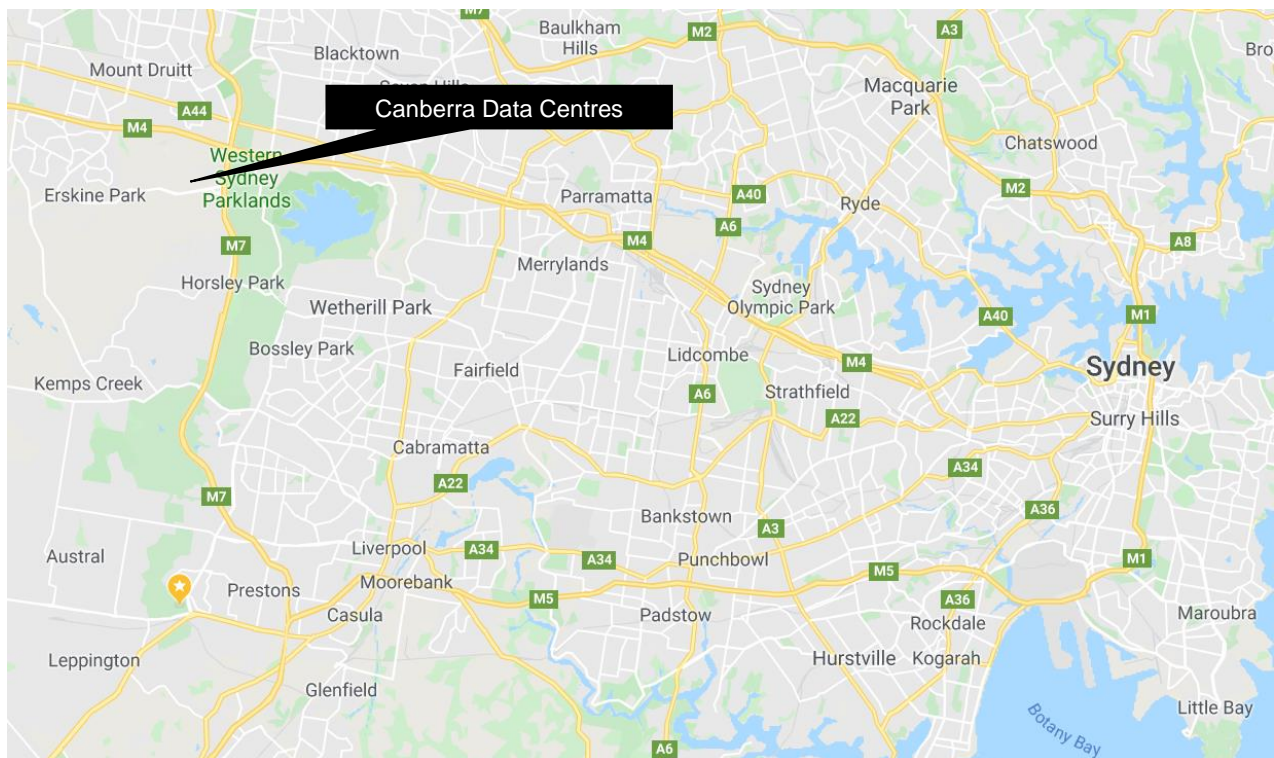 M7
Baulkham
Hills
M2
A3
Bro
Blacktown
Mount Druitt
Macquarie
Park
Canberra Data Centres
A44
M4
Chatswood
Western
Sydney
Parklands
Erskine Park
Parramatta
A40
M2
Ryde
A6
M4
A8
M7
Merrylands
Horsley Park
Sydney
Olympic Park
Wetherill Park
A40
M1
Bossley Park
Lidcombe
M4
Sydney
Fairfield
Kemps Creek
Strathfield
A6
A22
Surry Hills
Cabramatta
A34
A22
M7
A36
Bankstown
A3
Austral
Liverpool
A34
A34
Punchbowl
M1
Moorebank
M5
Prestons
M5
A36
Casula
Padstow
Rockdale
Maroubra
Leppington
Hurstville
Kogarah
Glenfield
Little Bay
Botany Bay
A6